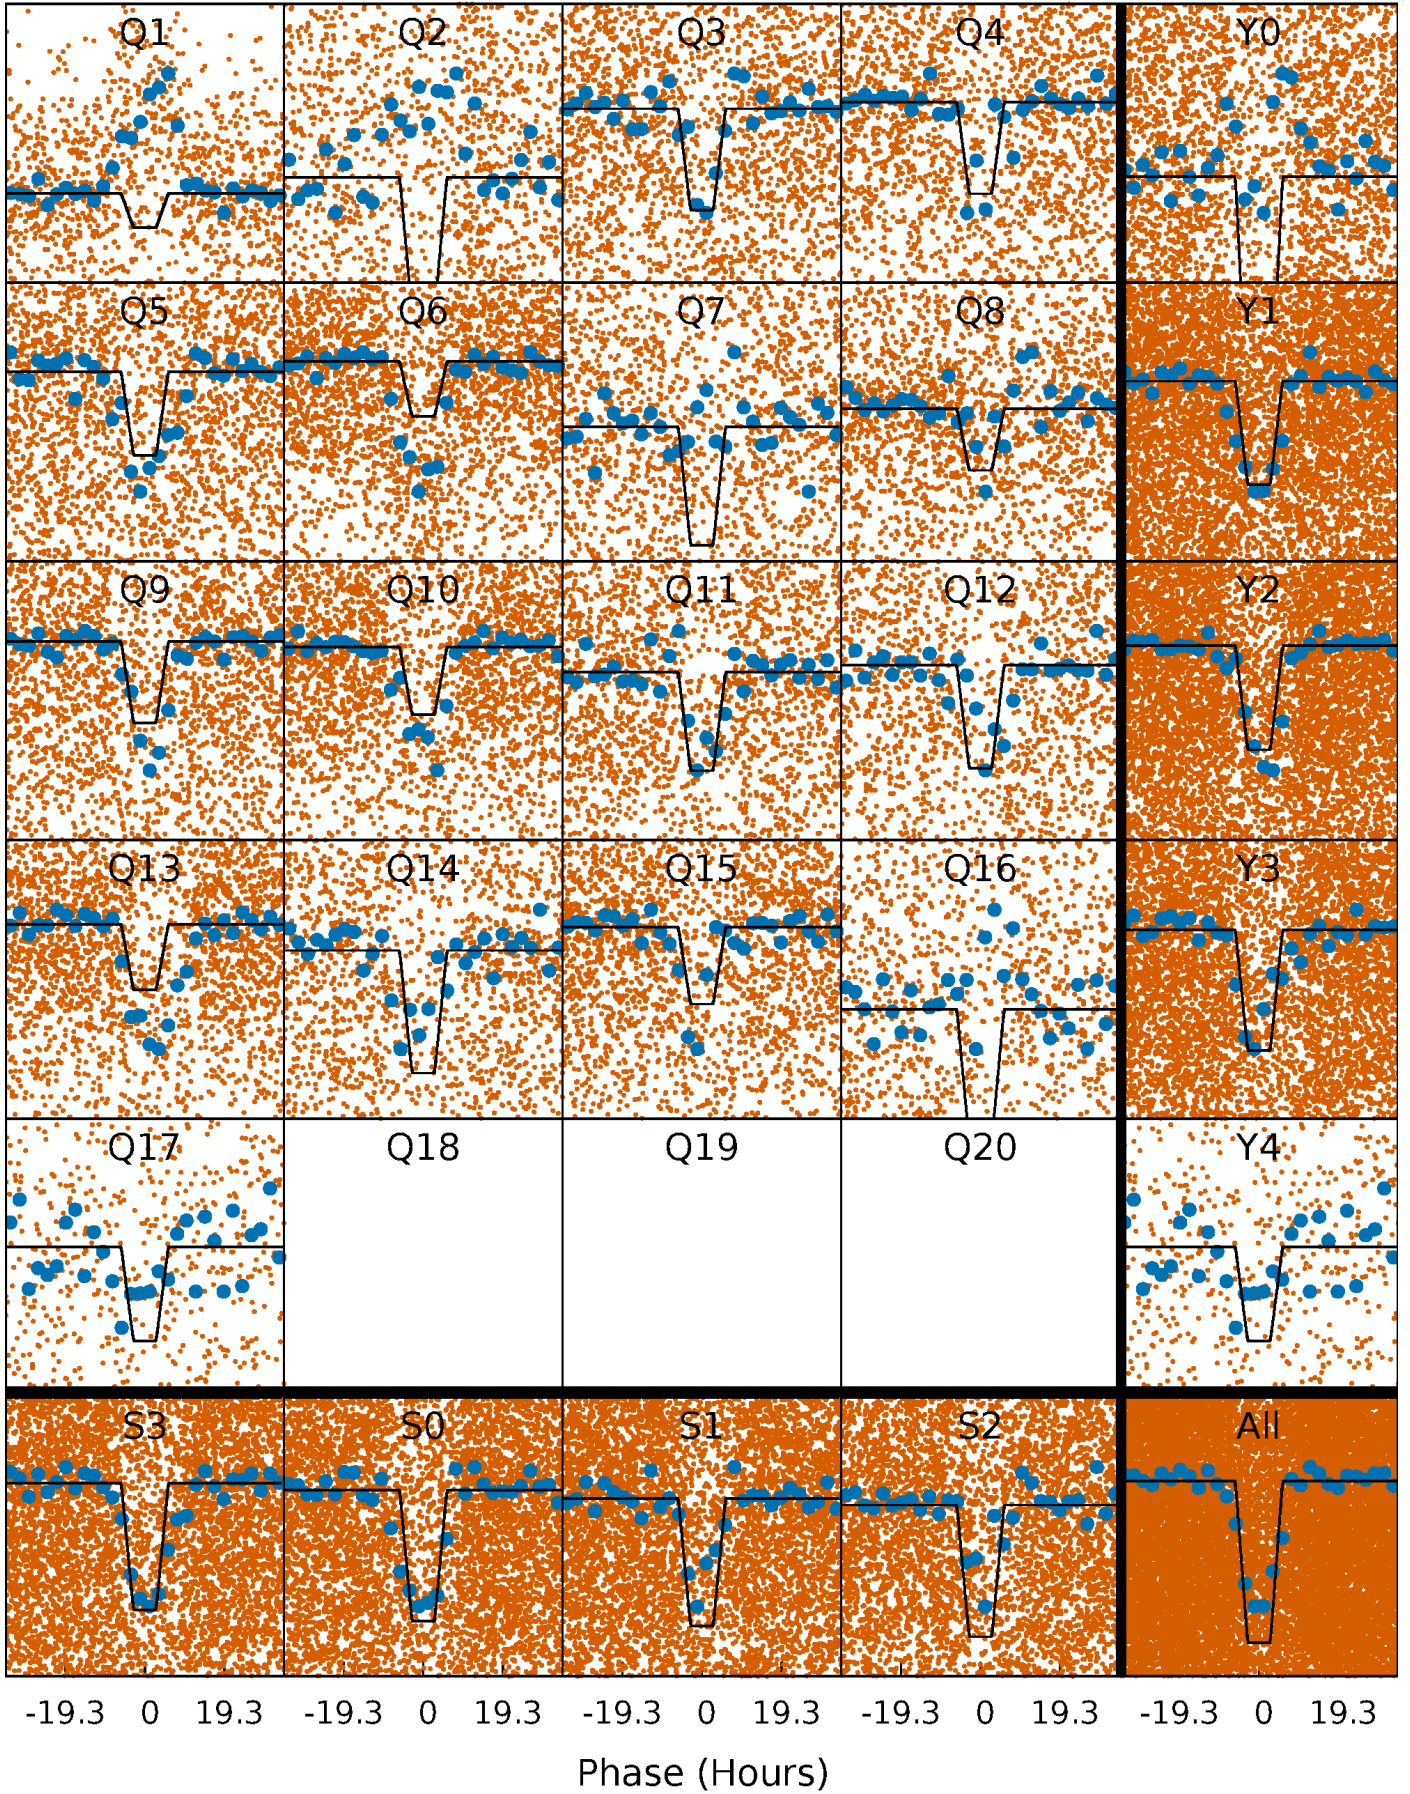 Q1 Q2 Q3 Q4 Y0
Q5 Q6 Q7 Q8 Y1
Q9 Q10 Q11 Q12 Y2
Q13 Q14 Q15 Q16 Y3
Q17 Q18 Q19 Q20 Y4
S3 S0 S1 S2 All
-19.3 0 19.3 -19.3 0 19.3 -19.3 0 19.3 -19.3 0 19.3 -19.3 0 19.3
Phase (Hours)